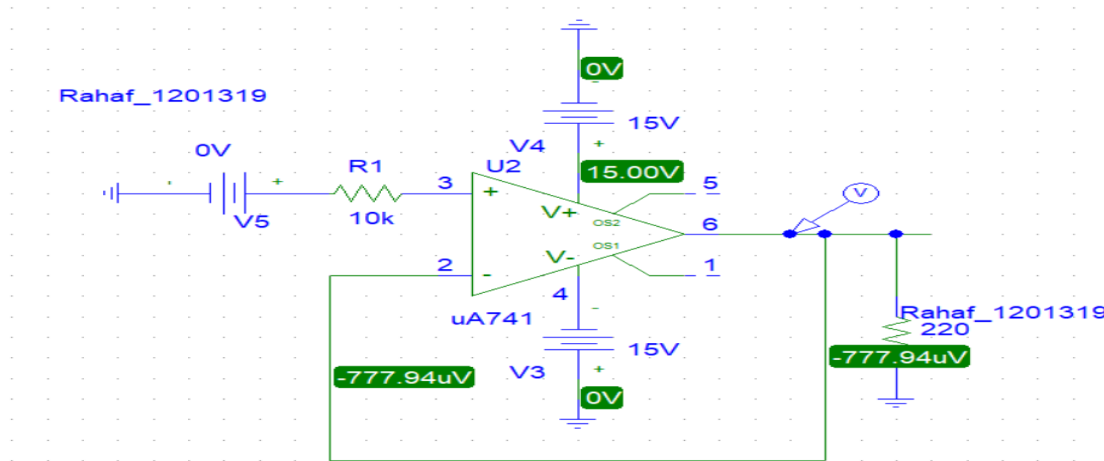 0V
Rahaf_1201319
15V
V4
0V
R1
U2
15.00V
5
3
+
V+
OS2
10k
V5
6
OS1
V-
2
-
1
4
uA741
Rahaf_1201319
220
15V
-777.94uV
V3
-777.94uV
0V
V